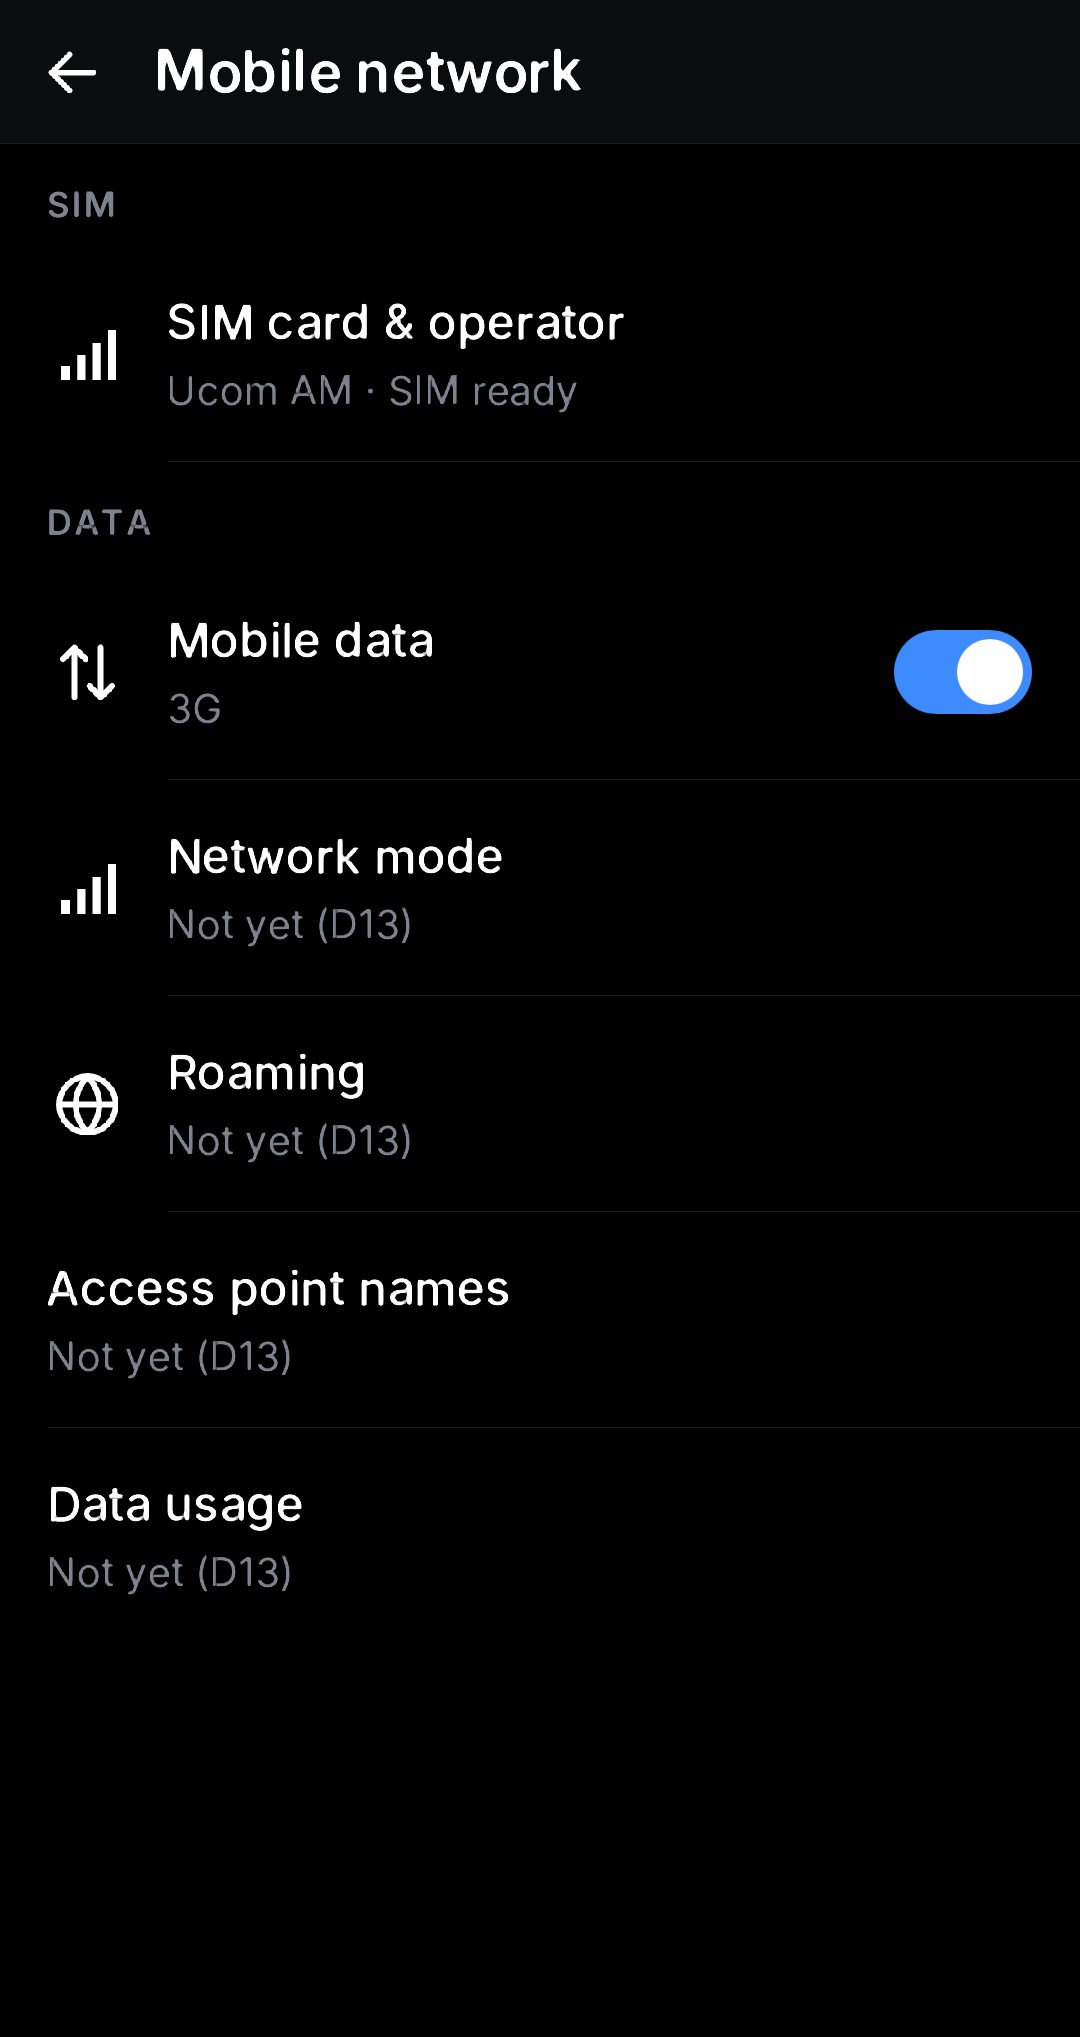 Mobile network
SIM
SIM card & operator
Ucom AM · SIM ready
DATA
Mobile data
3G
Network mode
Not yet (D13)
Roaming
Not yet (D13)
Access point names
Not yet (D13)
Data usage
Not yet (D13)